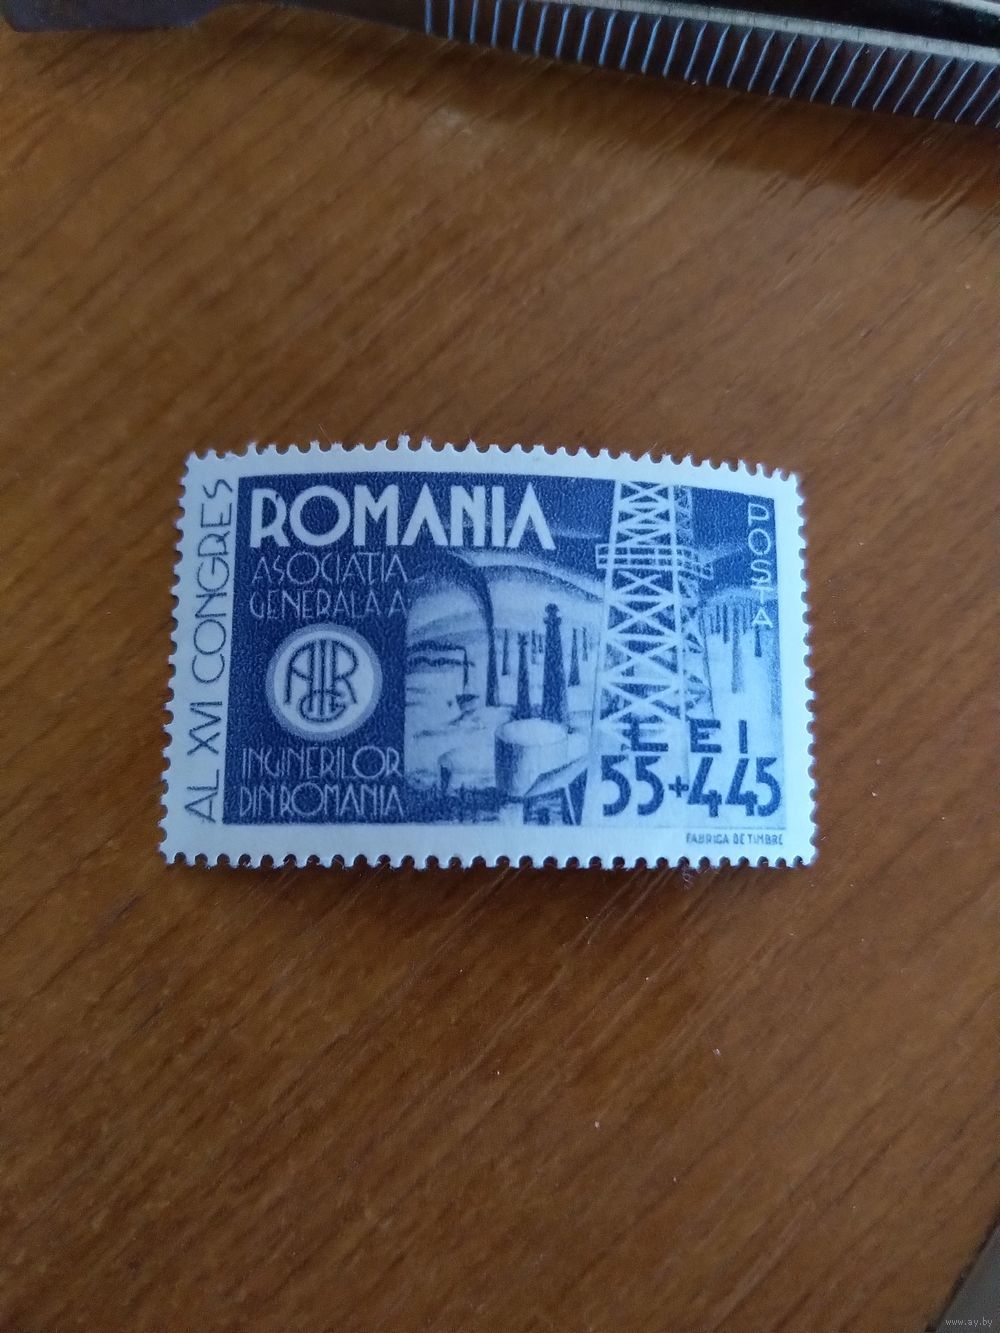 AL XVI CONGRES
ROMANIA
ASOCIATIA
GENERALA A
AGIR
INGINERILOR
DIN ROMANIA
POSTA
LEI
55+445
FABRICA DE TIMBRE
www.ay.by